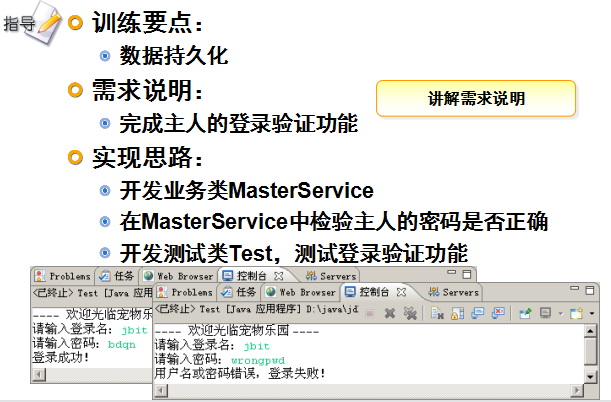 指导
训练要点：
数据持久化
需求说明：
完成主人的登录验证功能
讲解需求说明
实现思路：
开发业务类MasterService
在MasterService中检验主人的密码是否正确
开发测试类Test，测试登录验证功能
Problems 任务 Web Browser 控制台 Servers
<已终止> Test [Java 应用
---- 欢迎光临宠物乐
请输入登录名：jbit
请输入密码：bdqn
登录成功！
Problems 任务 Web Browser 控制台 Servers
<已终止> Test [Java 应用程序] D:\java\jd
---- 欢迎光临宠物乐园 ----
请输入登录名：jbit
请输入密码：wrongpwd
用户名或密码错误，登录失败！